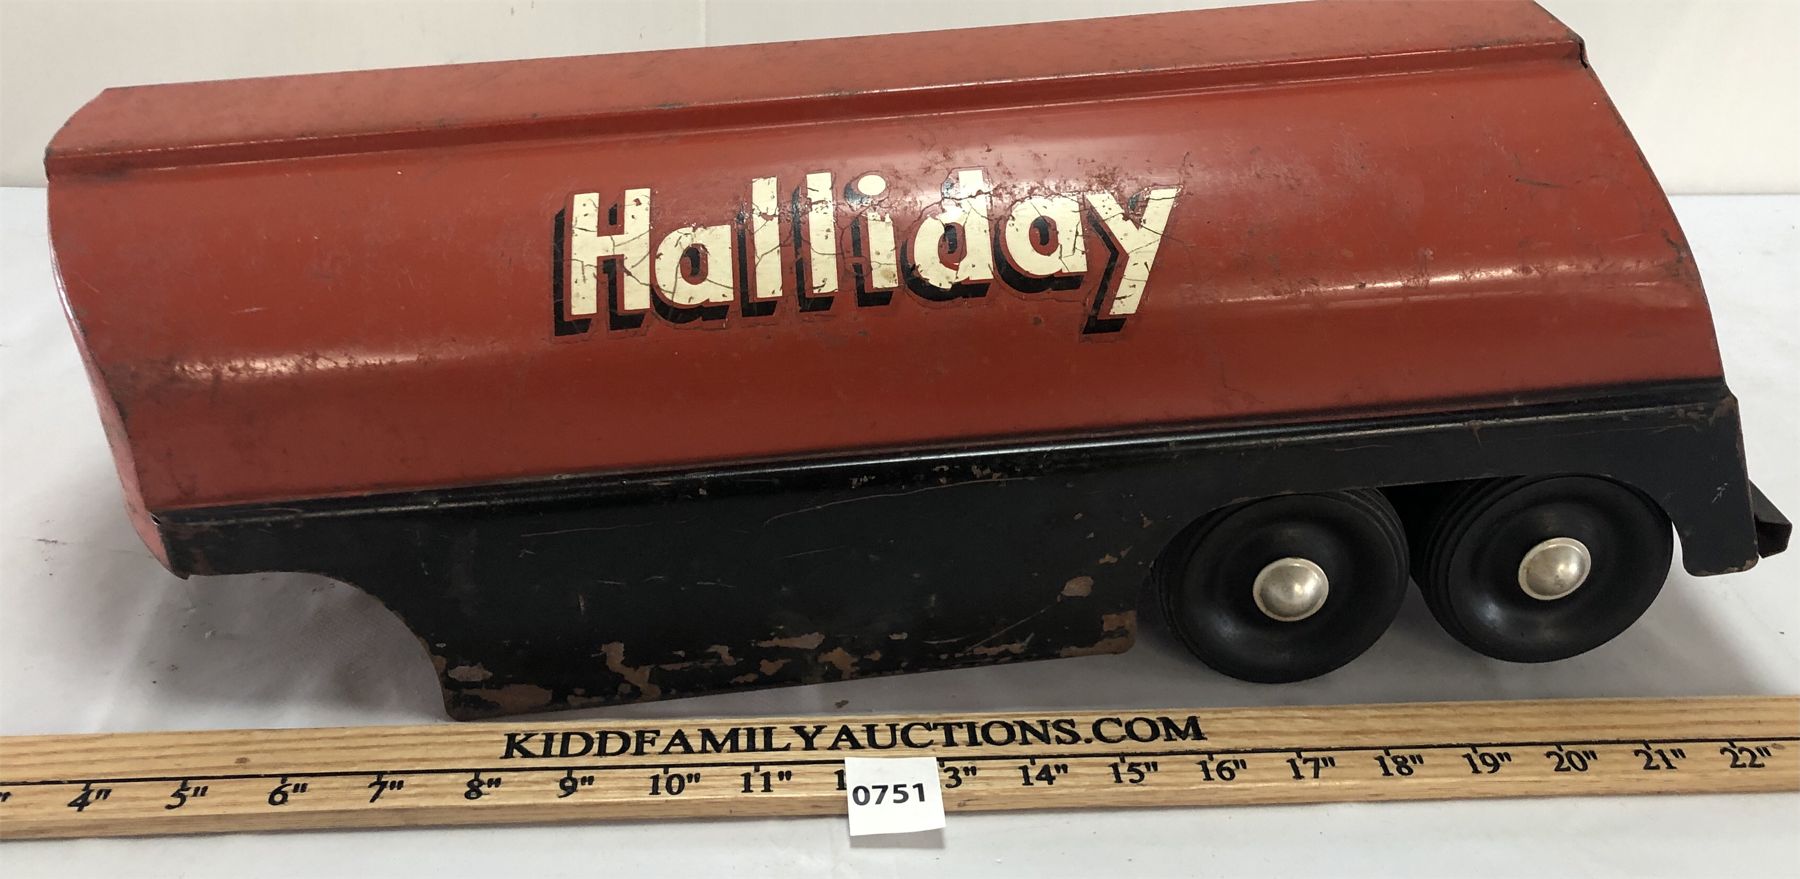 Halliday
KIDDFAMILYAUCTIONS.COM
4" 5" 6" 7" 8" 9" 10" 11" 1 3" 14" 15" 16" 17" 18" 19" 20" 21" 22"
0751